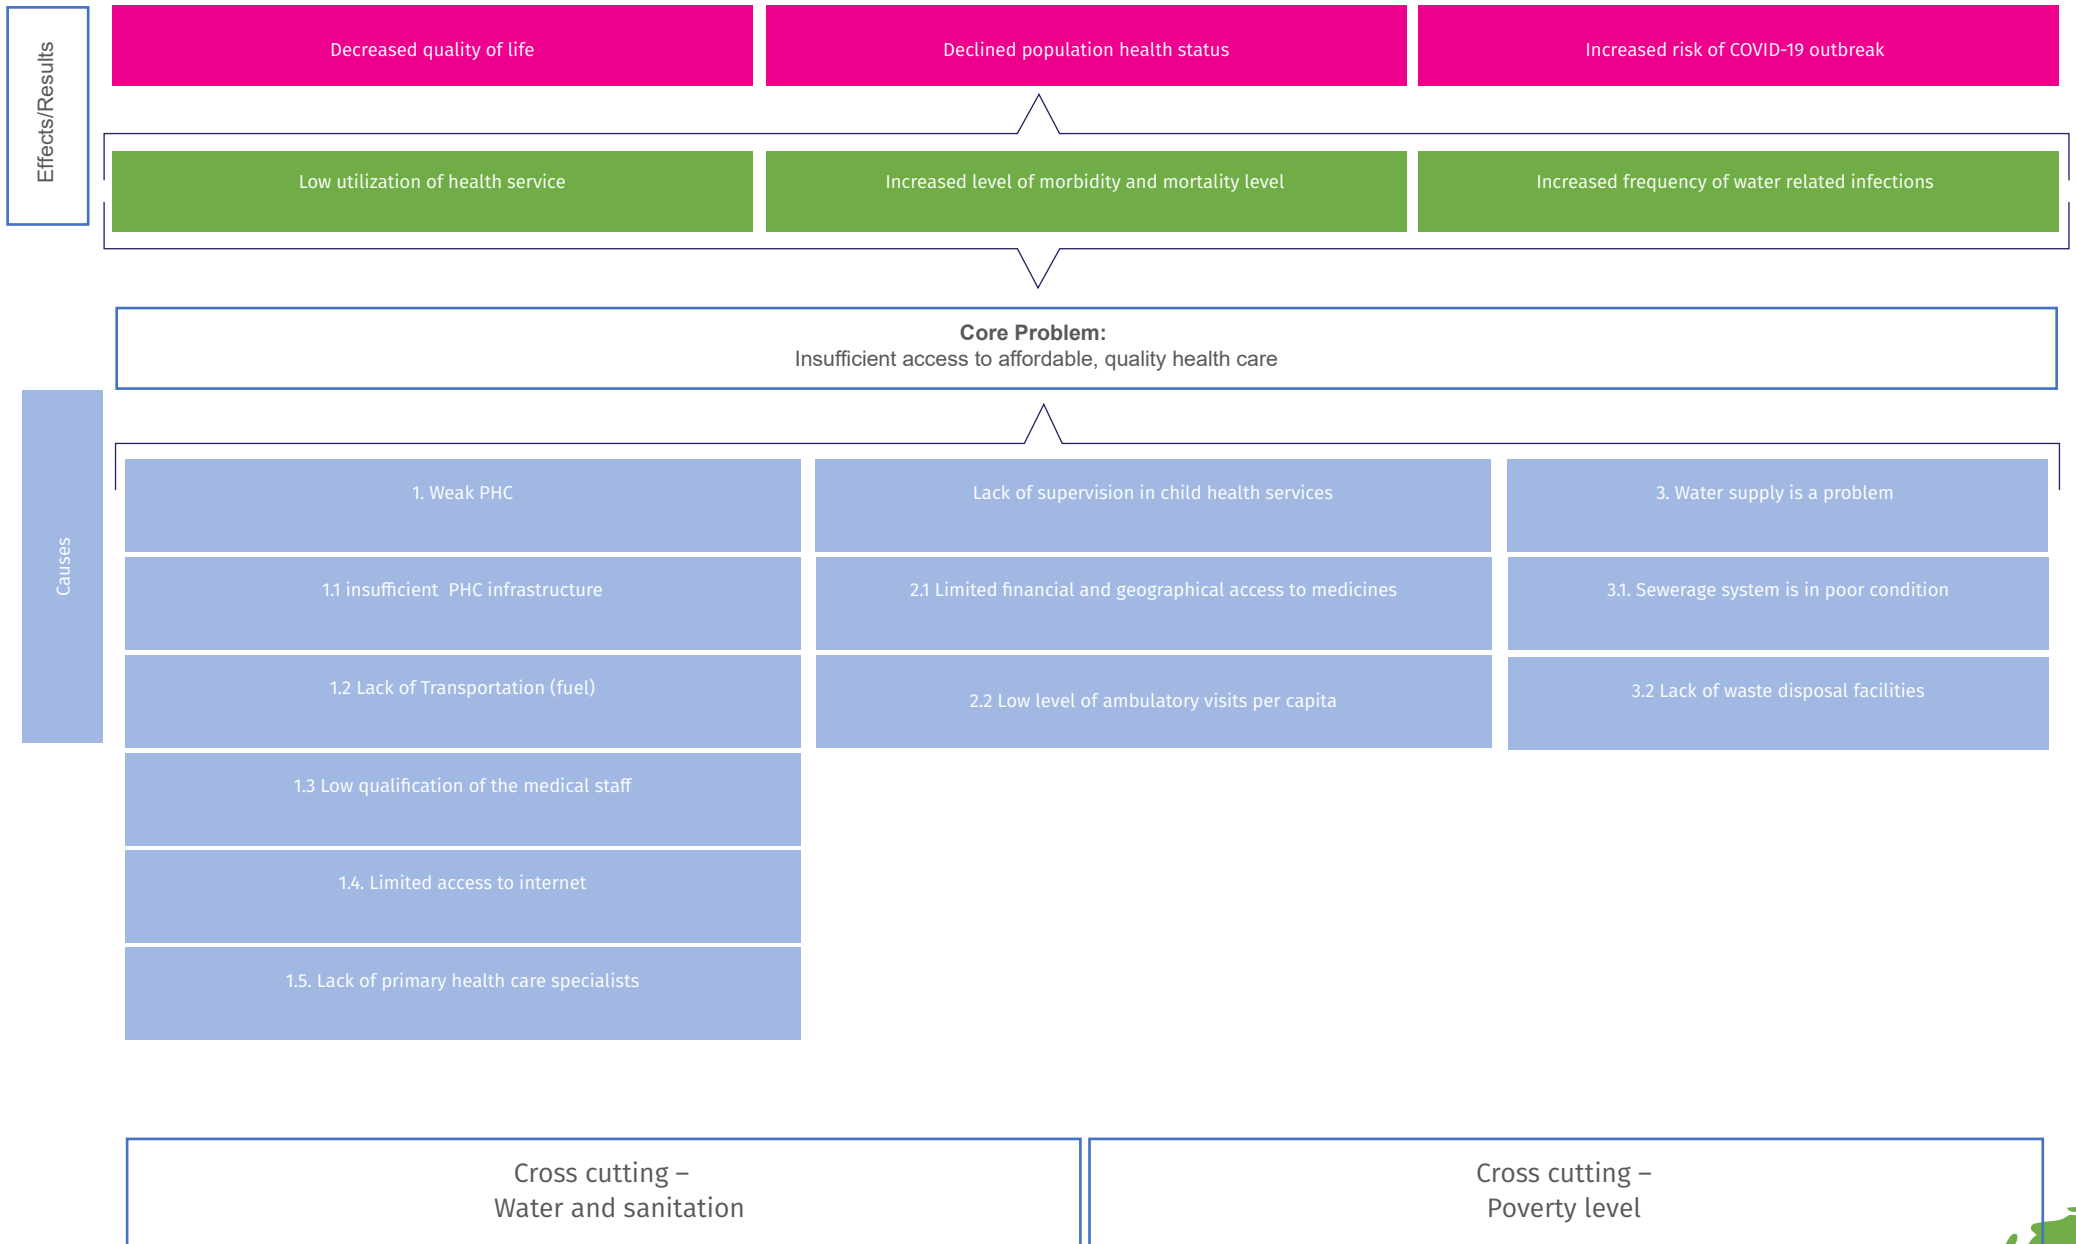 Effects/Results
Decreased quality of life
Declined population health status
Increased risk of COVID-19 outbreak
Low utilization of health service
Increased level of morbidity and mortality level
Increased frequency of water related infections
Core Problem:
Insufficient access to affordable, quality health care
Causes
1. Weak PHC
Lack of supervision in child health services
3. Water supply is a problem
1.1 insufficient  PHC infrastructure
2.1 Limited financial and geographical access to medicines
3.1. Sewerage system is in poor condition
1.2 Lack of Transportation (fuel)
2.2 Low level of ambulatory visits per capita
3.2 Lack of waste disposal facilities
1.3 Low qualification of the medical staff
1.4. Limited access to internet
1.5. Lack of primary health care specialists
Cross cutting –
Water and sanitation
Cross cutting –
Poverty level